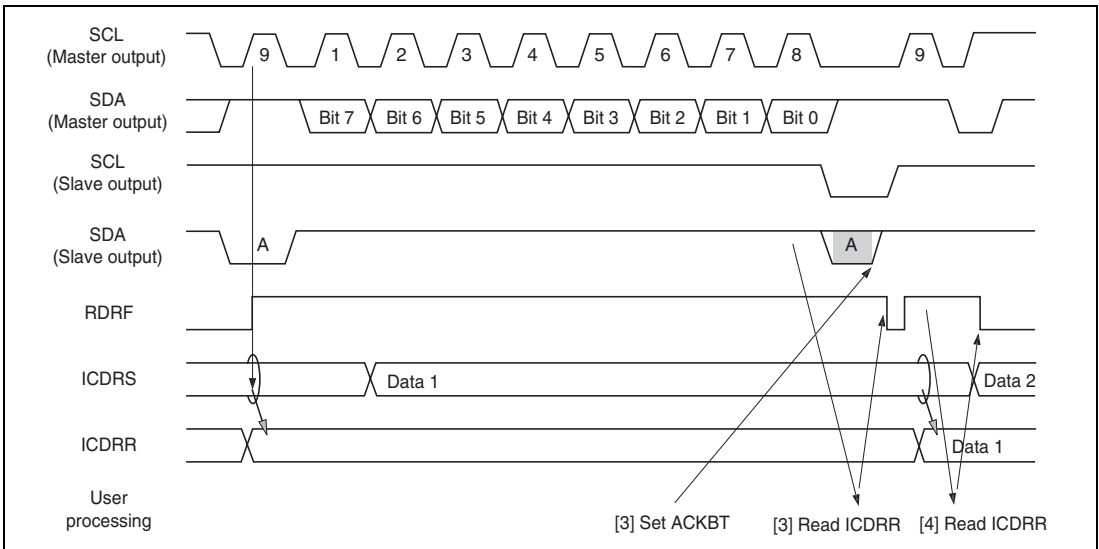 SCL
(Master output)
9 1 2 3 4 5 6 7 8 9
SDA
(Master output)
Bit 7 Bit 6 Bit 5 Bit 4 Bit 3 Bit 2 Bit 1 Bit 0
SCL
(Slave output)
SDA
(Slave output)
A A
RDRF
ICDRS
Data 1 Data 2
ICDRR
Data 1
User
processing
[3] Set ACKBT [3] Read ICDRR [4] Read ICDRR